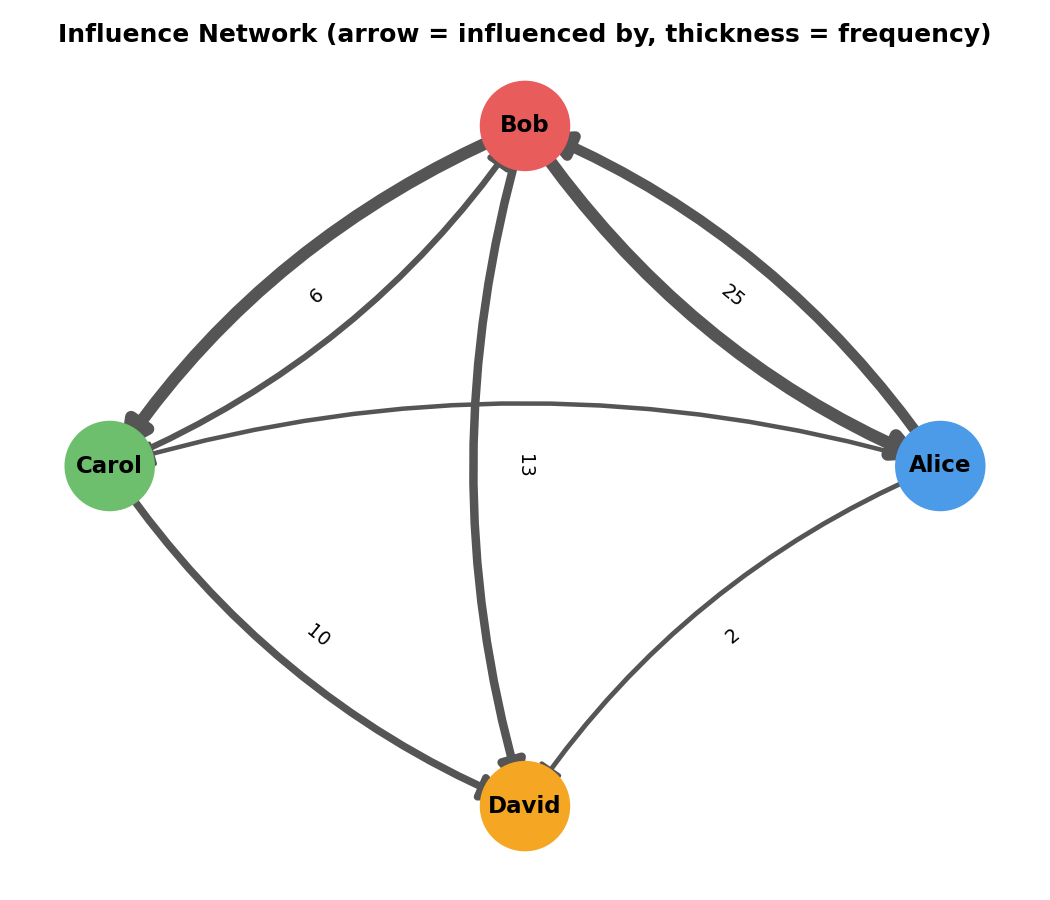 Influence Network (arrow = influenced by, thickness = frequency)
Bob
6
25
Carol
13
Alice
10
2
David